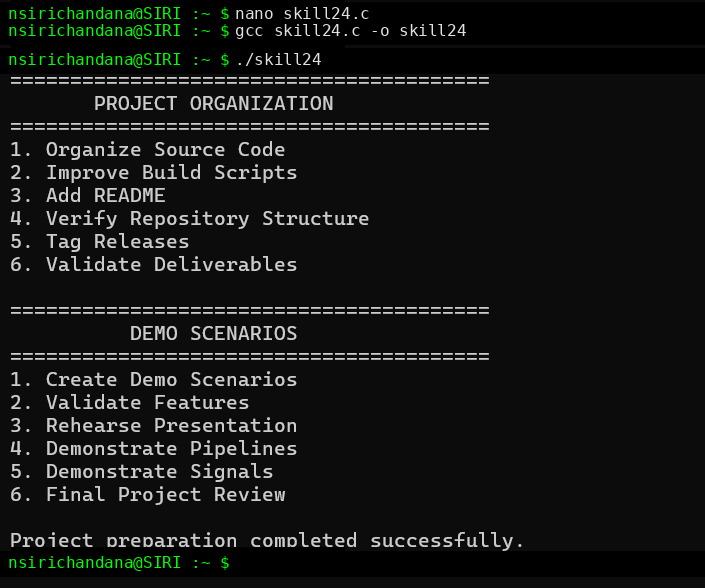 nsirichandana@SIRI :~ $ nano skill24.c
nsirichandana@SIRI :~ $ gcc skill24.c -o skill24
nsirichandana@SIRI :~ $ ./skill24
========================================
PROJECT ORGANIZATION
========================================
1. Organize Source Code
2. Improve Build Scripts
3. Add README
4. Verify Repository Structure
5. Tag Releases
6. Validate Deliverables
========================================
DEMO SCENARIOS
========================================
1. Create Demo Scenarios
2. Validate Features
3. Rehearse Presentation
4. Demonstrate Pipelines
5. Demonstrate Signals
6. Final Project Review
Project preparation completed successfully.
nsirichandana@SIRI :~ $